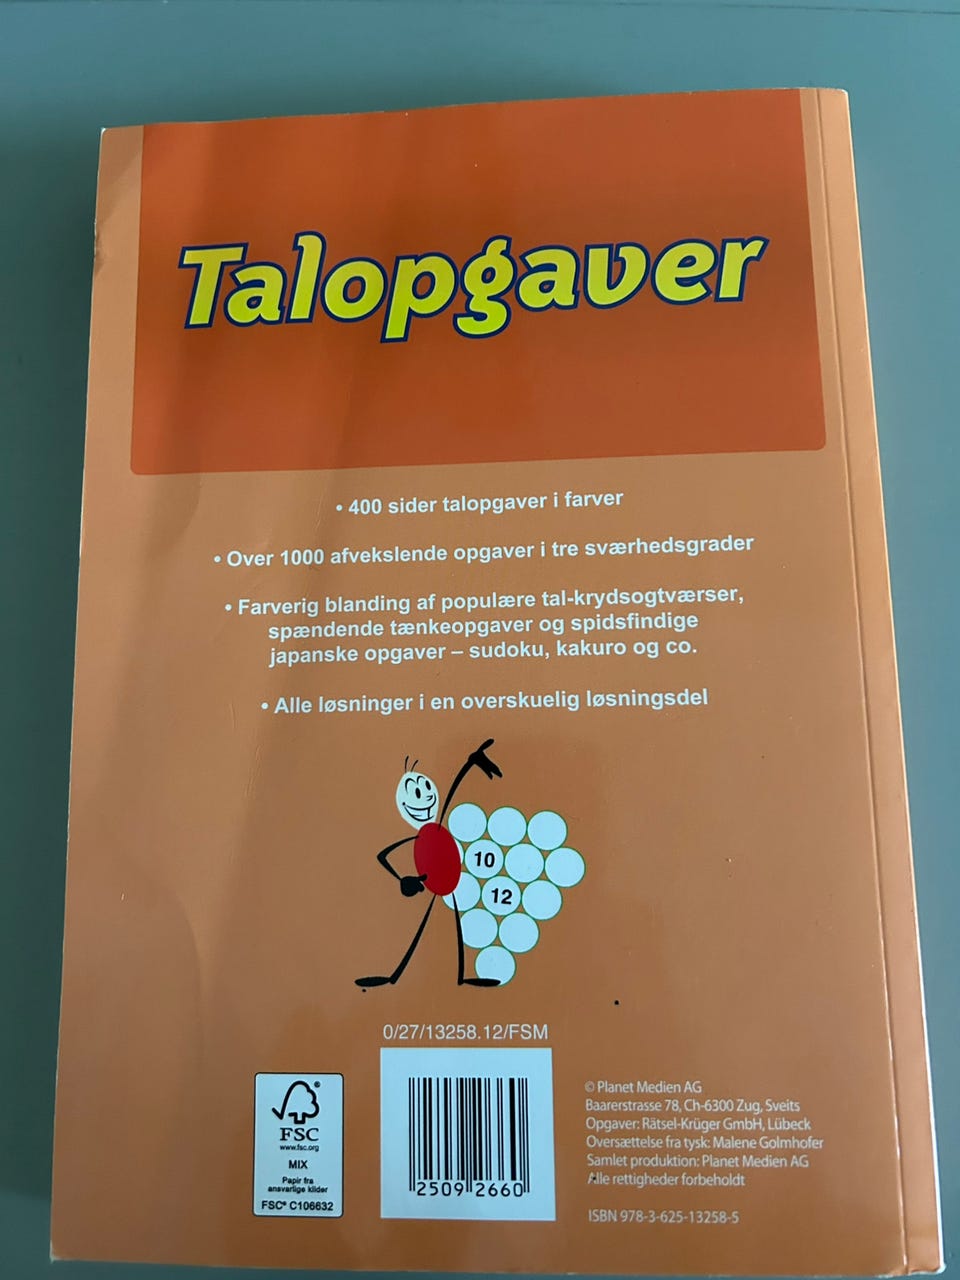 Talopgaver
• 400 sider talopgaver i farver
• Over 1000 afvekslende opgaver i tre sværhedsgrader
• Farverig blanding af populære tal-krydsogtværser,
spændende tænkeopgaver og spidsfindige
japanske opgaver – sudoku, kakuro og co.
• Alle løsninger i en overskuelig løsningsdel
10
12
0/27/13258.12/FSM
®
FSC
www.fsc.org
MIX
Papir fra
ansvarlige kilder
FSC® C106632
2509 2660
© Planet Medien AG
Baarerstrasse 78, Ch-6300 Zug, Sveits
Opgaver: Rätsel-Krüger GmbH, Lübeck
Oversættelse fra tysk: Malene Golmhofer
Samlet produktion: Planet Medien AG
Alle rettigheder forbeholdt
ISBN 978-3-625-13258-5